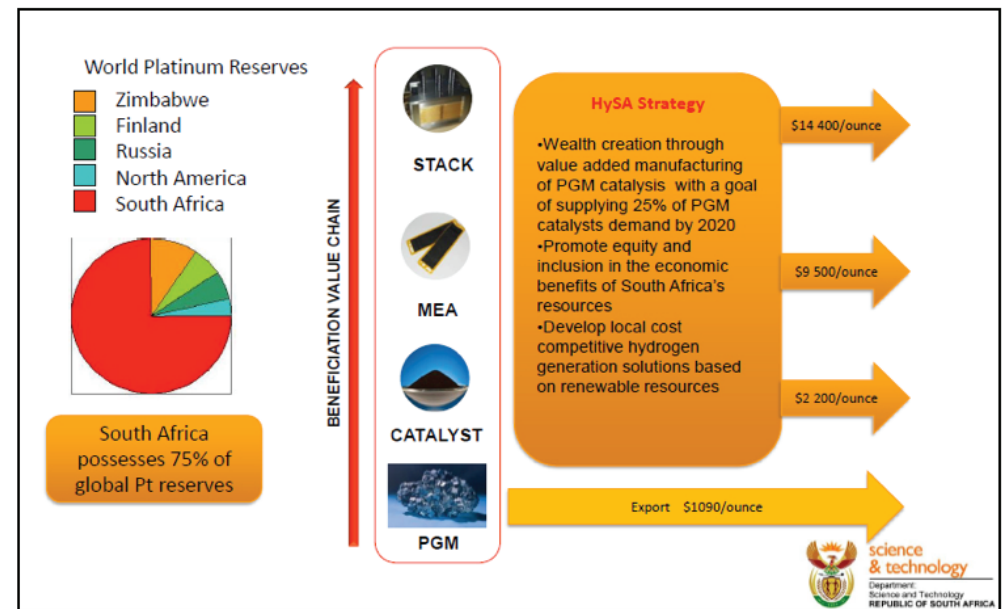 World Platinum Reserves
Zimbabwe
Finland
Russia
North America
South Africa
South Africa
possesses 75% of
global Pt reserves
BENEFICIATION VALUE CHAIN
STACK
MEA
CATALYST
PGM
HySA Strategy
•Wealth creation through
value added manufacturing
of PGM catalysis with a goal
of supplying 25% of PGM
catalysts demand by 2020
•Promote equity and
inclusion in the economic
benefits of South Africa's
resources
•Develop local cost
competitive hydrogen
generation solutions based
on renewable resources
$14 400/ounce
$9 500/ounce
$2 200/ounce
Export $1090/ounce
science
& technology
Department:
Science and Technology
REPUBLIC OF SOUTH AFRICA